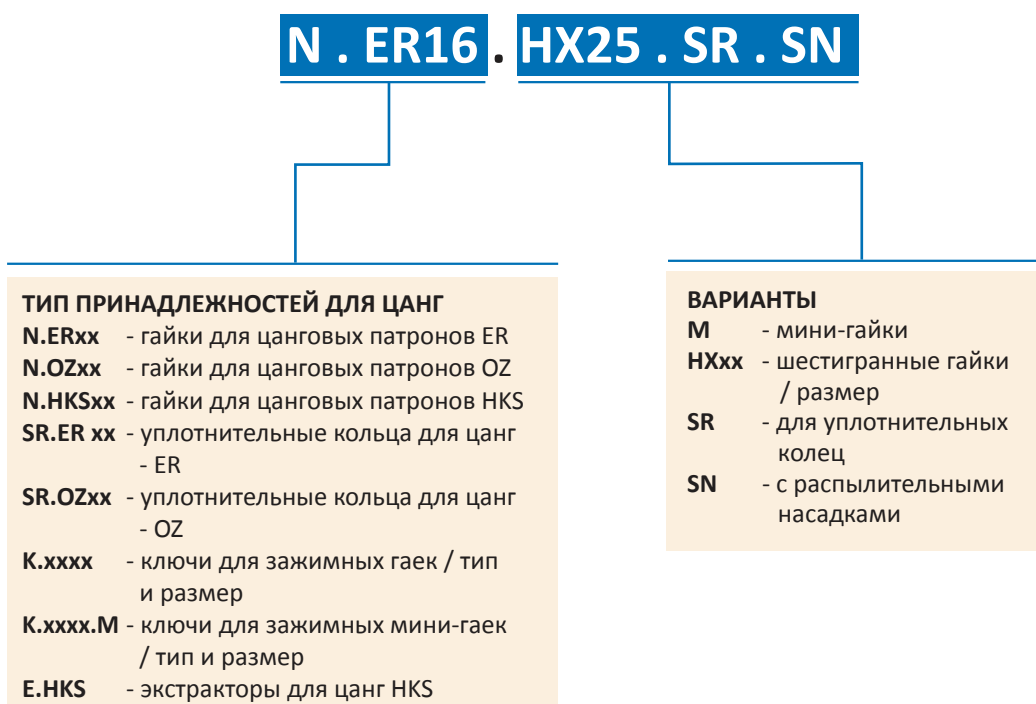 N . ER16 . HX25 . SR . SN
ТИП ПРИНАДЛЕЖНОСТЕЙ ДЛЯ ЦАНГ
N.ERxx - гайки для цанговых патронов ER
N.OZxx - гайки для цанговых патронов OZ
N.HKSxx - гайки для цанговых патронов HKS
SR.ER xx - уплотнительные кольца для цанг
- ER
SR.OZxx - уплотнительные кольца для цанг
- OZ
K.xxxx - ключи для зажимных гаек / тип
и размер
K.xxxx.M - ключи для зажимных мини-гаек
/ тип и размер
E.HKS - экстракторы для цанг HKS
ВАРИАНТЫ
M - мини-гайки
HXxx - шестигранные гайки
/ размер
SR - для уплотнительных
колец
SN - с распылительными
насадками